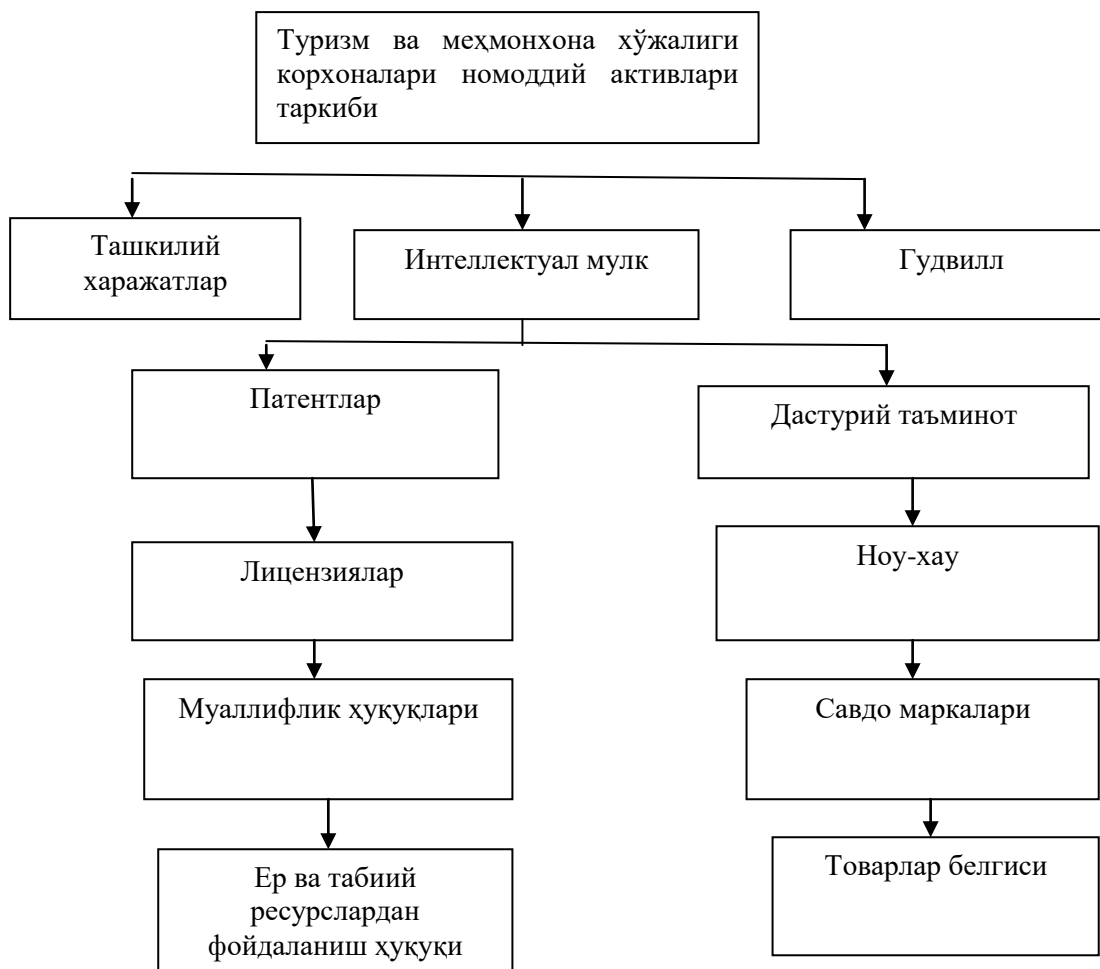 Туризм ва меҳмонхона хўжалиги
корхоналари номоддий активлари
таркиби
Ташкилий
харажатлар
Интеллектуал мулк
Гудвилл
Патентлар
Дастурий таъминот
Лицензиялар
Ноу-хау
Муаллифлик ҳуқуқлари
Савдо маркалари
Ер ва табиий
ресурслардан
фойдаланиш ҳуқуқи
Товарлар белгиси